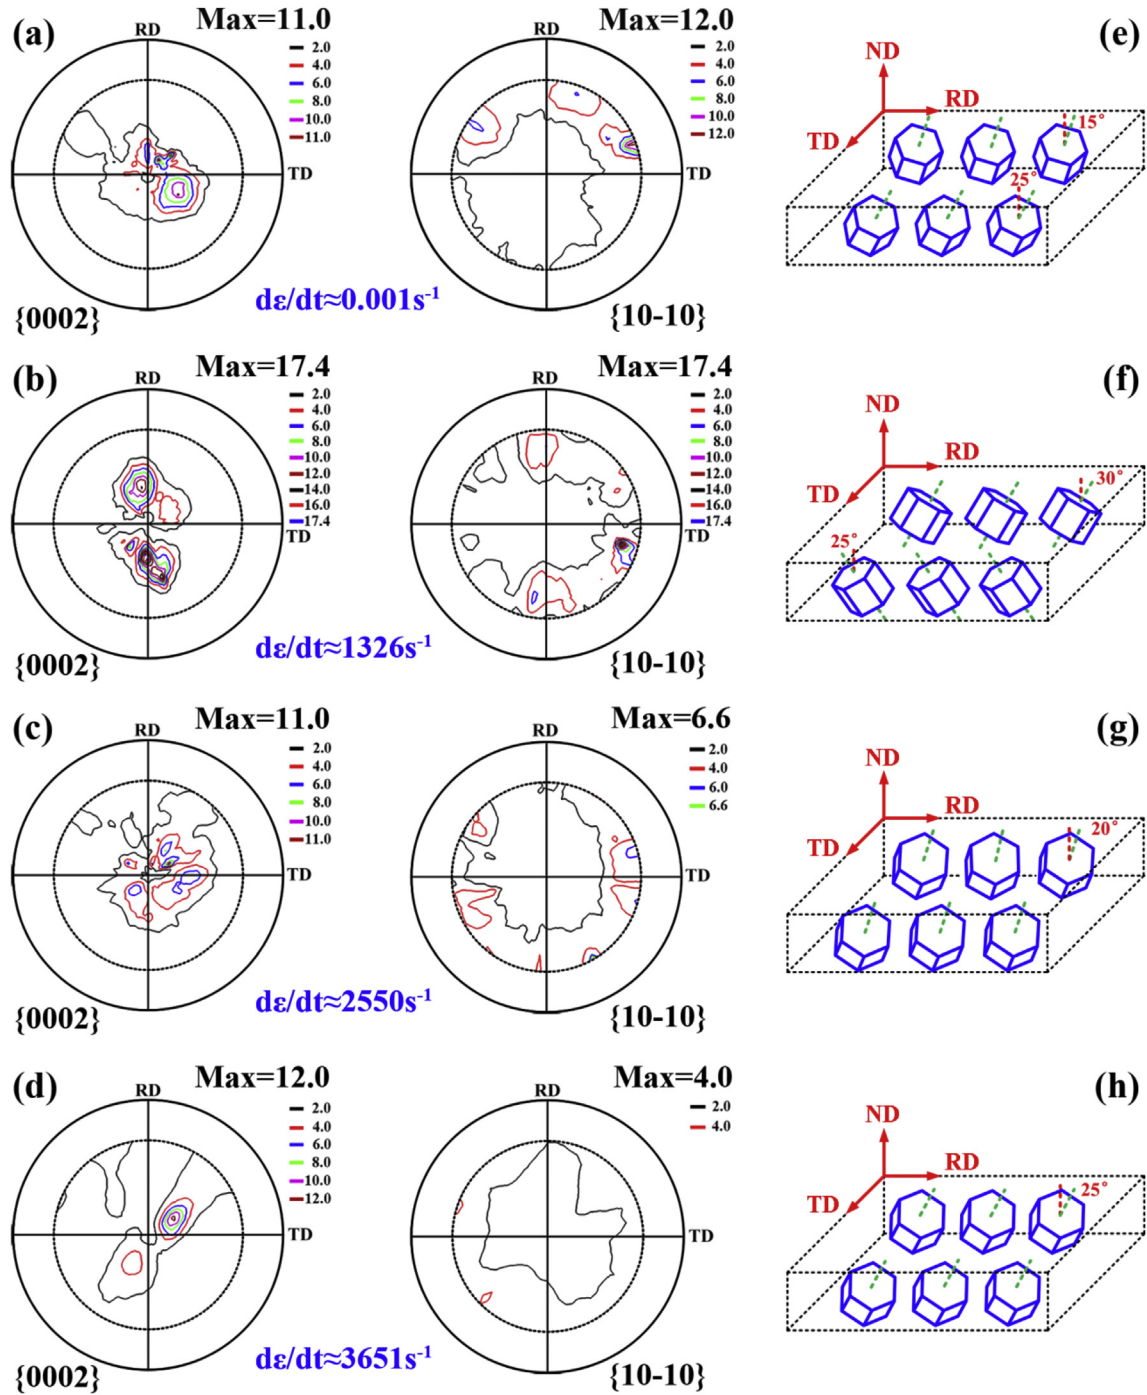 (a)
Max=11.0
RD
2.0
4.0
6.0
8.0
10.0
11.0
TD
{0002}
dε/dt≈0.001s⁻¹
Max=12.0
RD
2.0
4.0
6.0
8.0
10.0
12.0
TD
{10-10}
(e)
ND
RD
TD
15°
25°
(b)
Max=17.4
RD
2.0
4.0
6.0
8.0
10.0
12.0
14.0
16.0
17.4
TD
{0002}
dε/dt≈1326s⁻¹
Max=17.4
RD
2.0
4.0
6.0
8.0
10.0
12.0
14.0
16.0
17.4
TD
{10-10}
(f)
ND
RD
TD
30°
25°
(c)
Max=11.0
RD
2.0
4.0
6.0
8.0
10.0
11.0
TD
{0002}
dε/dt≈2550s⁻¹
Max=6.6
RD
2.0
4.0
6.0
6.6
TD
{10-10}
(g)
ND
RD
TD
20°
(d)
Max=12.0
RD
2.0
4.0
6.0
8.0
10.0
12.0
TD
{0002}
dε/dt≈3651s⁻¹
Max=4.0
RD
2.0
4.0
TD
{10-10}
(h)
ND
RD
TD
25°